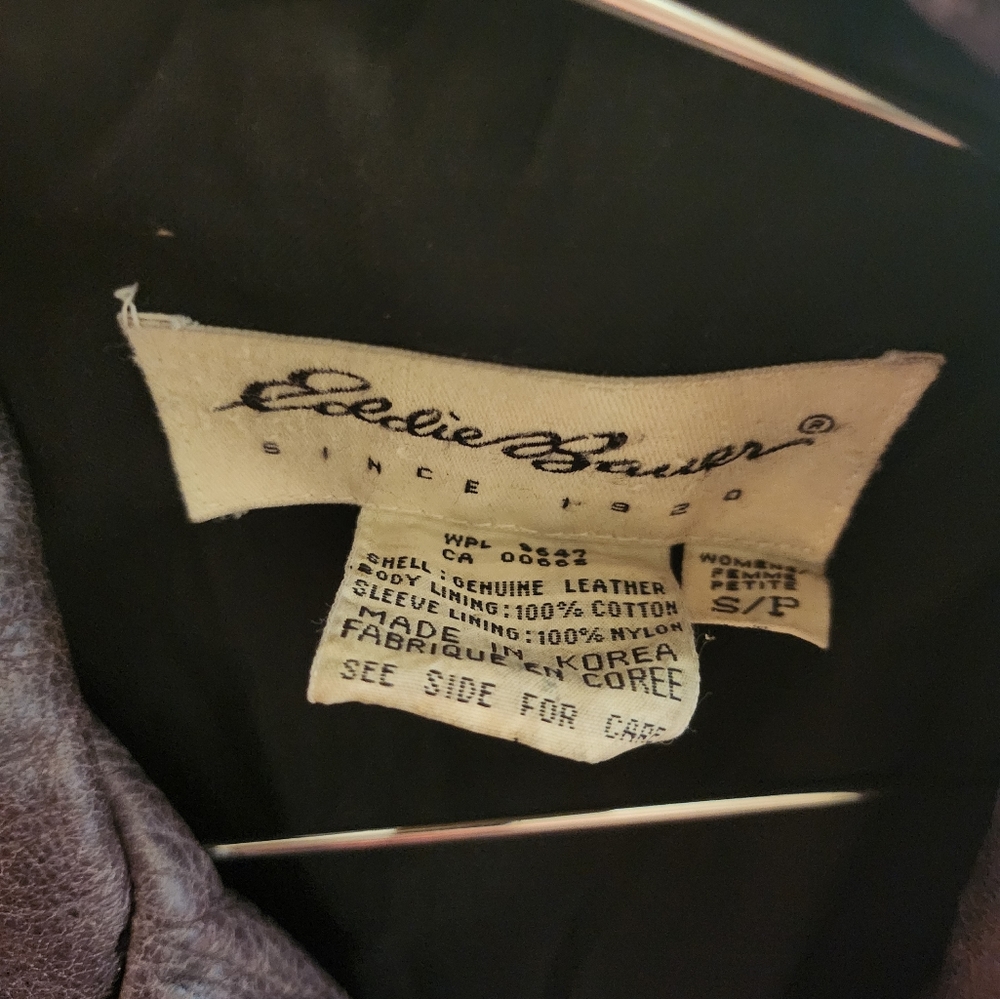 Eddie Bauer®
SINCE 1920
WPL
CA
SHELL: GENUINE LEATHER
BODY LINING: 100% COTTON
SLEEVE LINING: 100% NYLON
MADE IN KOREA
FABRIQUE EN COREE
SEE SIDE FOR CARE
WOMENS
FEMME
PETITE
S/P